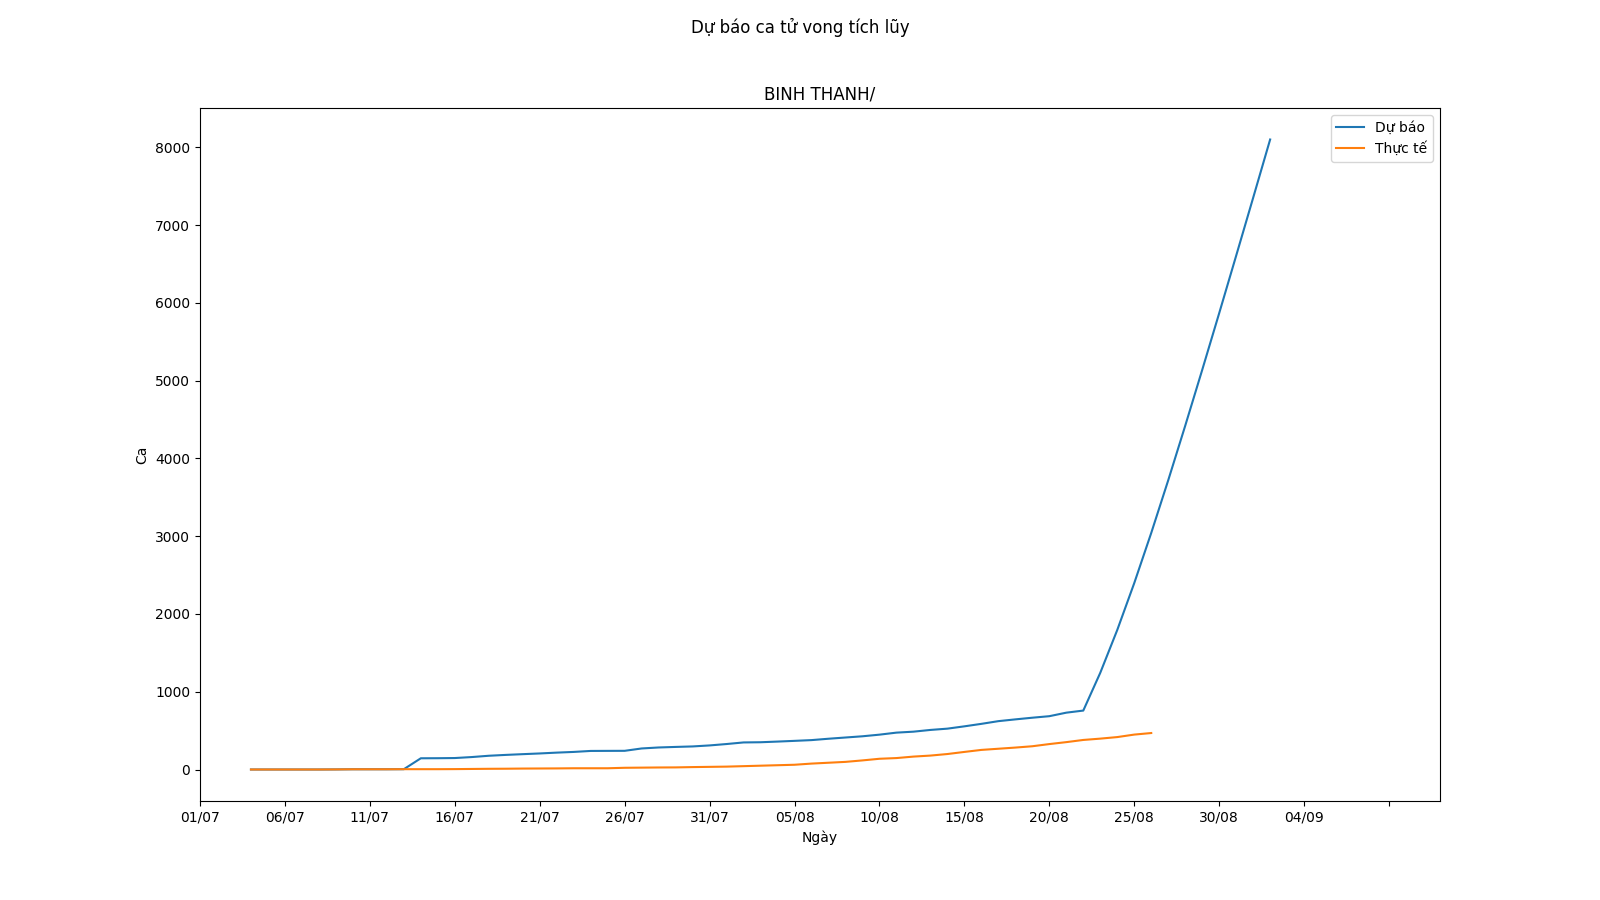 Dự báo ca tử vong tích lũy
BINH THANH/
Dự báo
Thực tế
8000
7000
6000
5000
4000
3000
2000
1000
0
Ca
01/07 06/07 11/07 16/07 21/07 26/07 31/07 05/08 10/08 15/08 20/08 25/08 30/08 04/09
Ngày